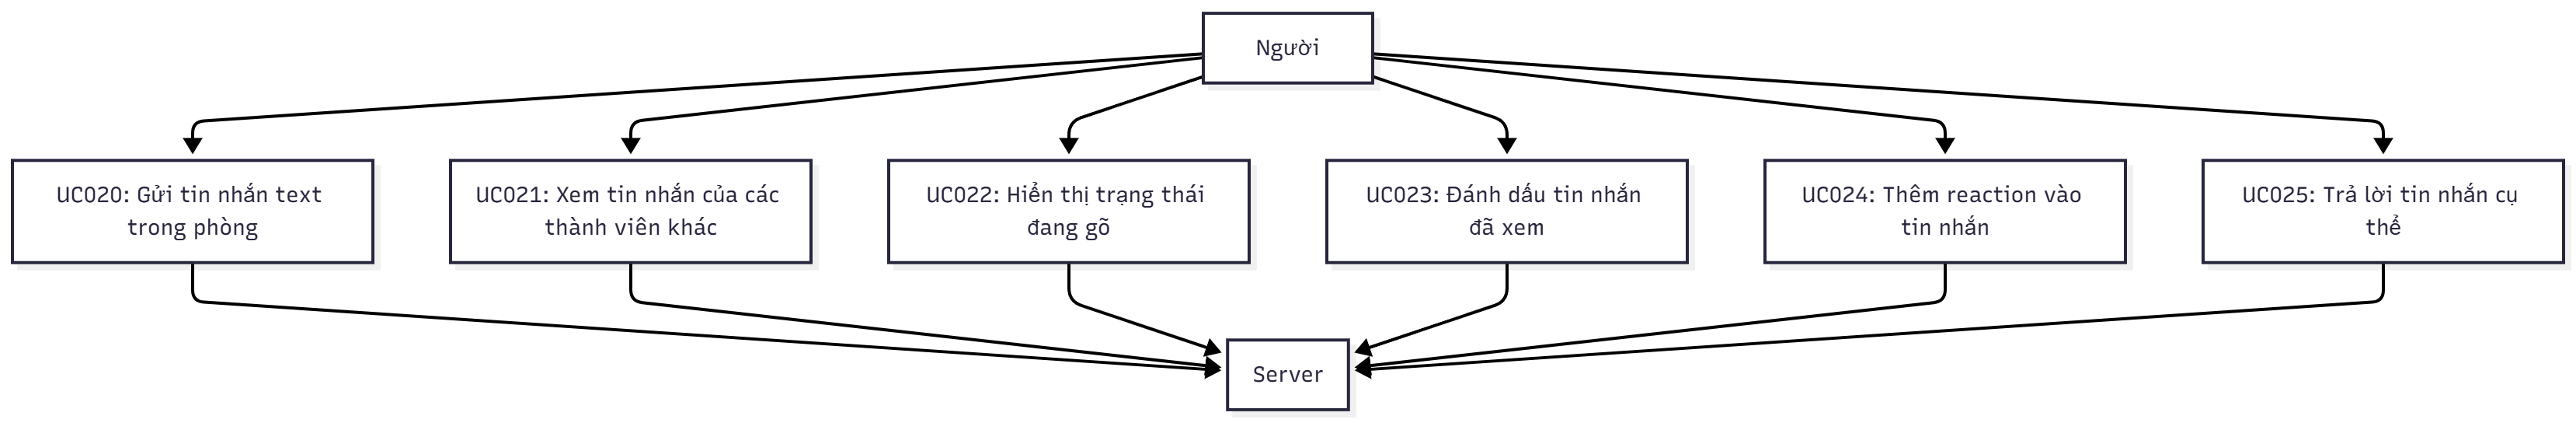 Người
UC020: Gửi tin nhắn text
trong phòng
UC021: Xem tin nhắn của các
thành viên khác
UC022: Hiển thị trạng thái
đang gõ
UC023: Đánh dấu tin nhắn
đã xem
UC024: Thêm reaction vào
tin nhắn
UC025: Trả lời tin nhắn cụ
thể
Server